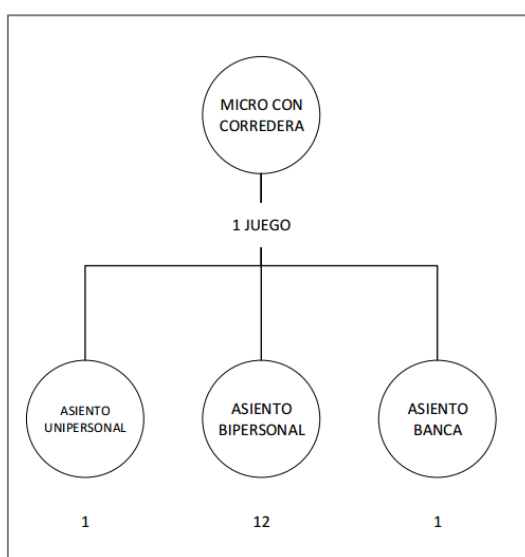 MICRO CON
CORREDERA
1 JUEGO
ASIENTO
UNIPERSONAL
ASIENTO
BIPERSONAL
ASIENTO
BANCA
1
12
1